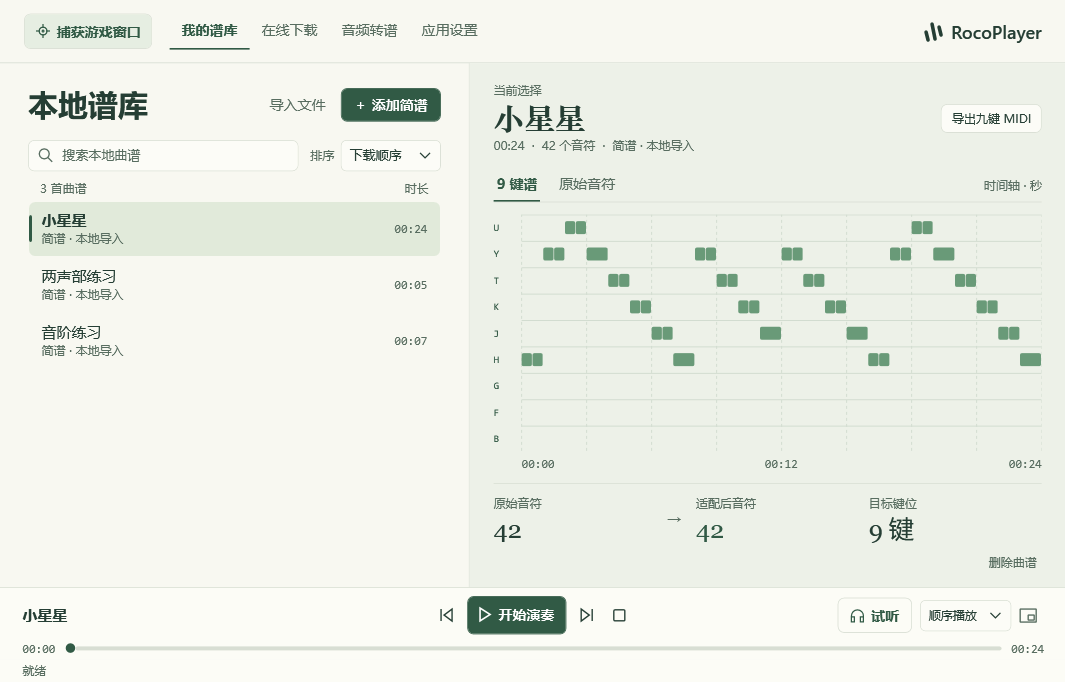 捕获游戏窗口 我的谱库 在线下载 音频转谱 应用设置 RocoPlayer
本地谱库 导入文件 + 添加简谱
搜索本地曲谱 排序 下载顺序
3 首曲谱 时长
小星星
简谱 · 本地导入 00:24
两声部练习
简谱 · 本地导入 00:05
音阶练习
简谱 · 本地导入 00:07
当前选择
小星星
00:24 · 42 个音符 · 简谱 · 本地导入
导出九键 MIDI
9 键谱 原始音符 时间轴 · 秒
U
Y
T
K
J
H
G
F
B
00:00 00:12 00:24
原始音符 适配后音符 目标键位
42 → 42 9 键
删除曲谱
小星星 开始演奏 试听 顺序播放
00:00 00:24
就绪